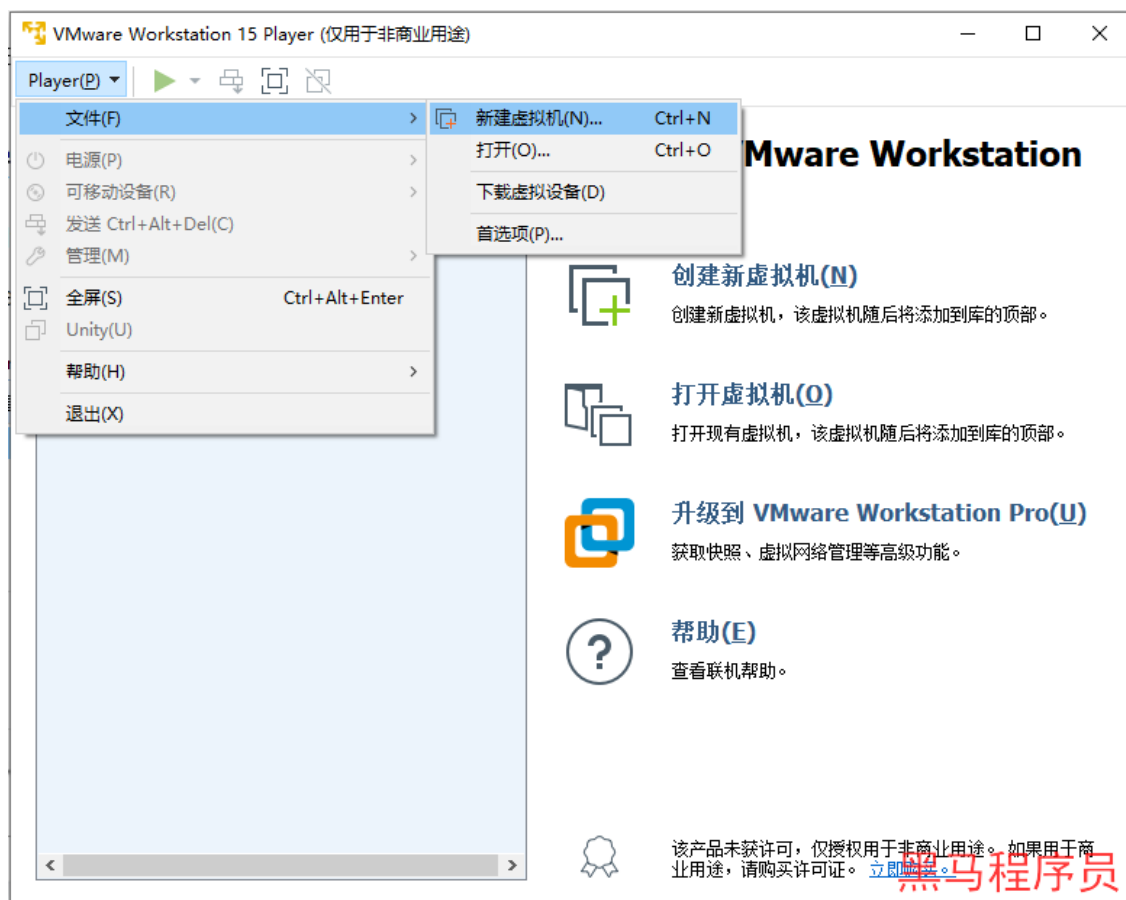 VMware Workstation 15 Player (仅用于非商业用途)
Player(P)
文件(F)
新建虚拟机(N)... Ctrl+N
打开(O)... Ctrl+O
下载虚拟设备(D)
首选项(P)...
电源(P)
可移动设备(R)
发送 Ctrl+Alt+Del(C)
管理(M)
全屏(S) Ctrl+Alt+Enter
Unity(U)
帮助(H)
退出(X)
Mware Workstation
创建新虚拟机(N)
创建新虚拟机，该虚拟机随后将添加到库的顶部。
打开虚拟机(O)
打开现有虚拟机，该虚拟机随后将添加到库的顶部。
升级到 VMware Workstation Pro(U)
获取快照、虚拟网络管理等高级功能。
帮助(E)
查看联机帮助。
该产品未获许可，仅授权用于非商业用途。如果用于商
业用途，请购买许可证。 立即购买。
黑马程序员